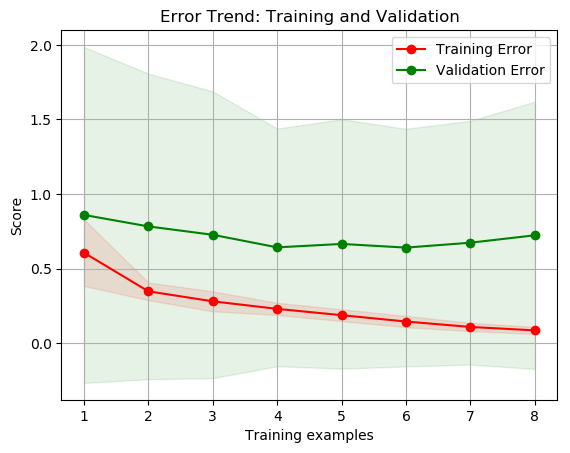 Error Trend: Training and Validation
Training Error
Validation Error
2.0
1.5
1.0
0.5
0.0
Score
1 2 3 4 5 6 7 8
Training examples